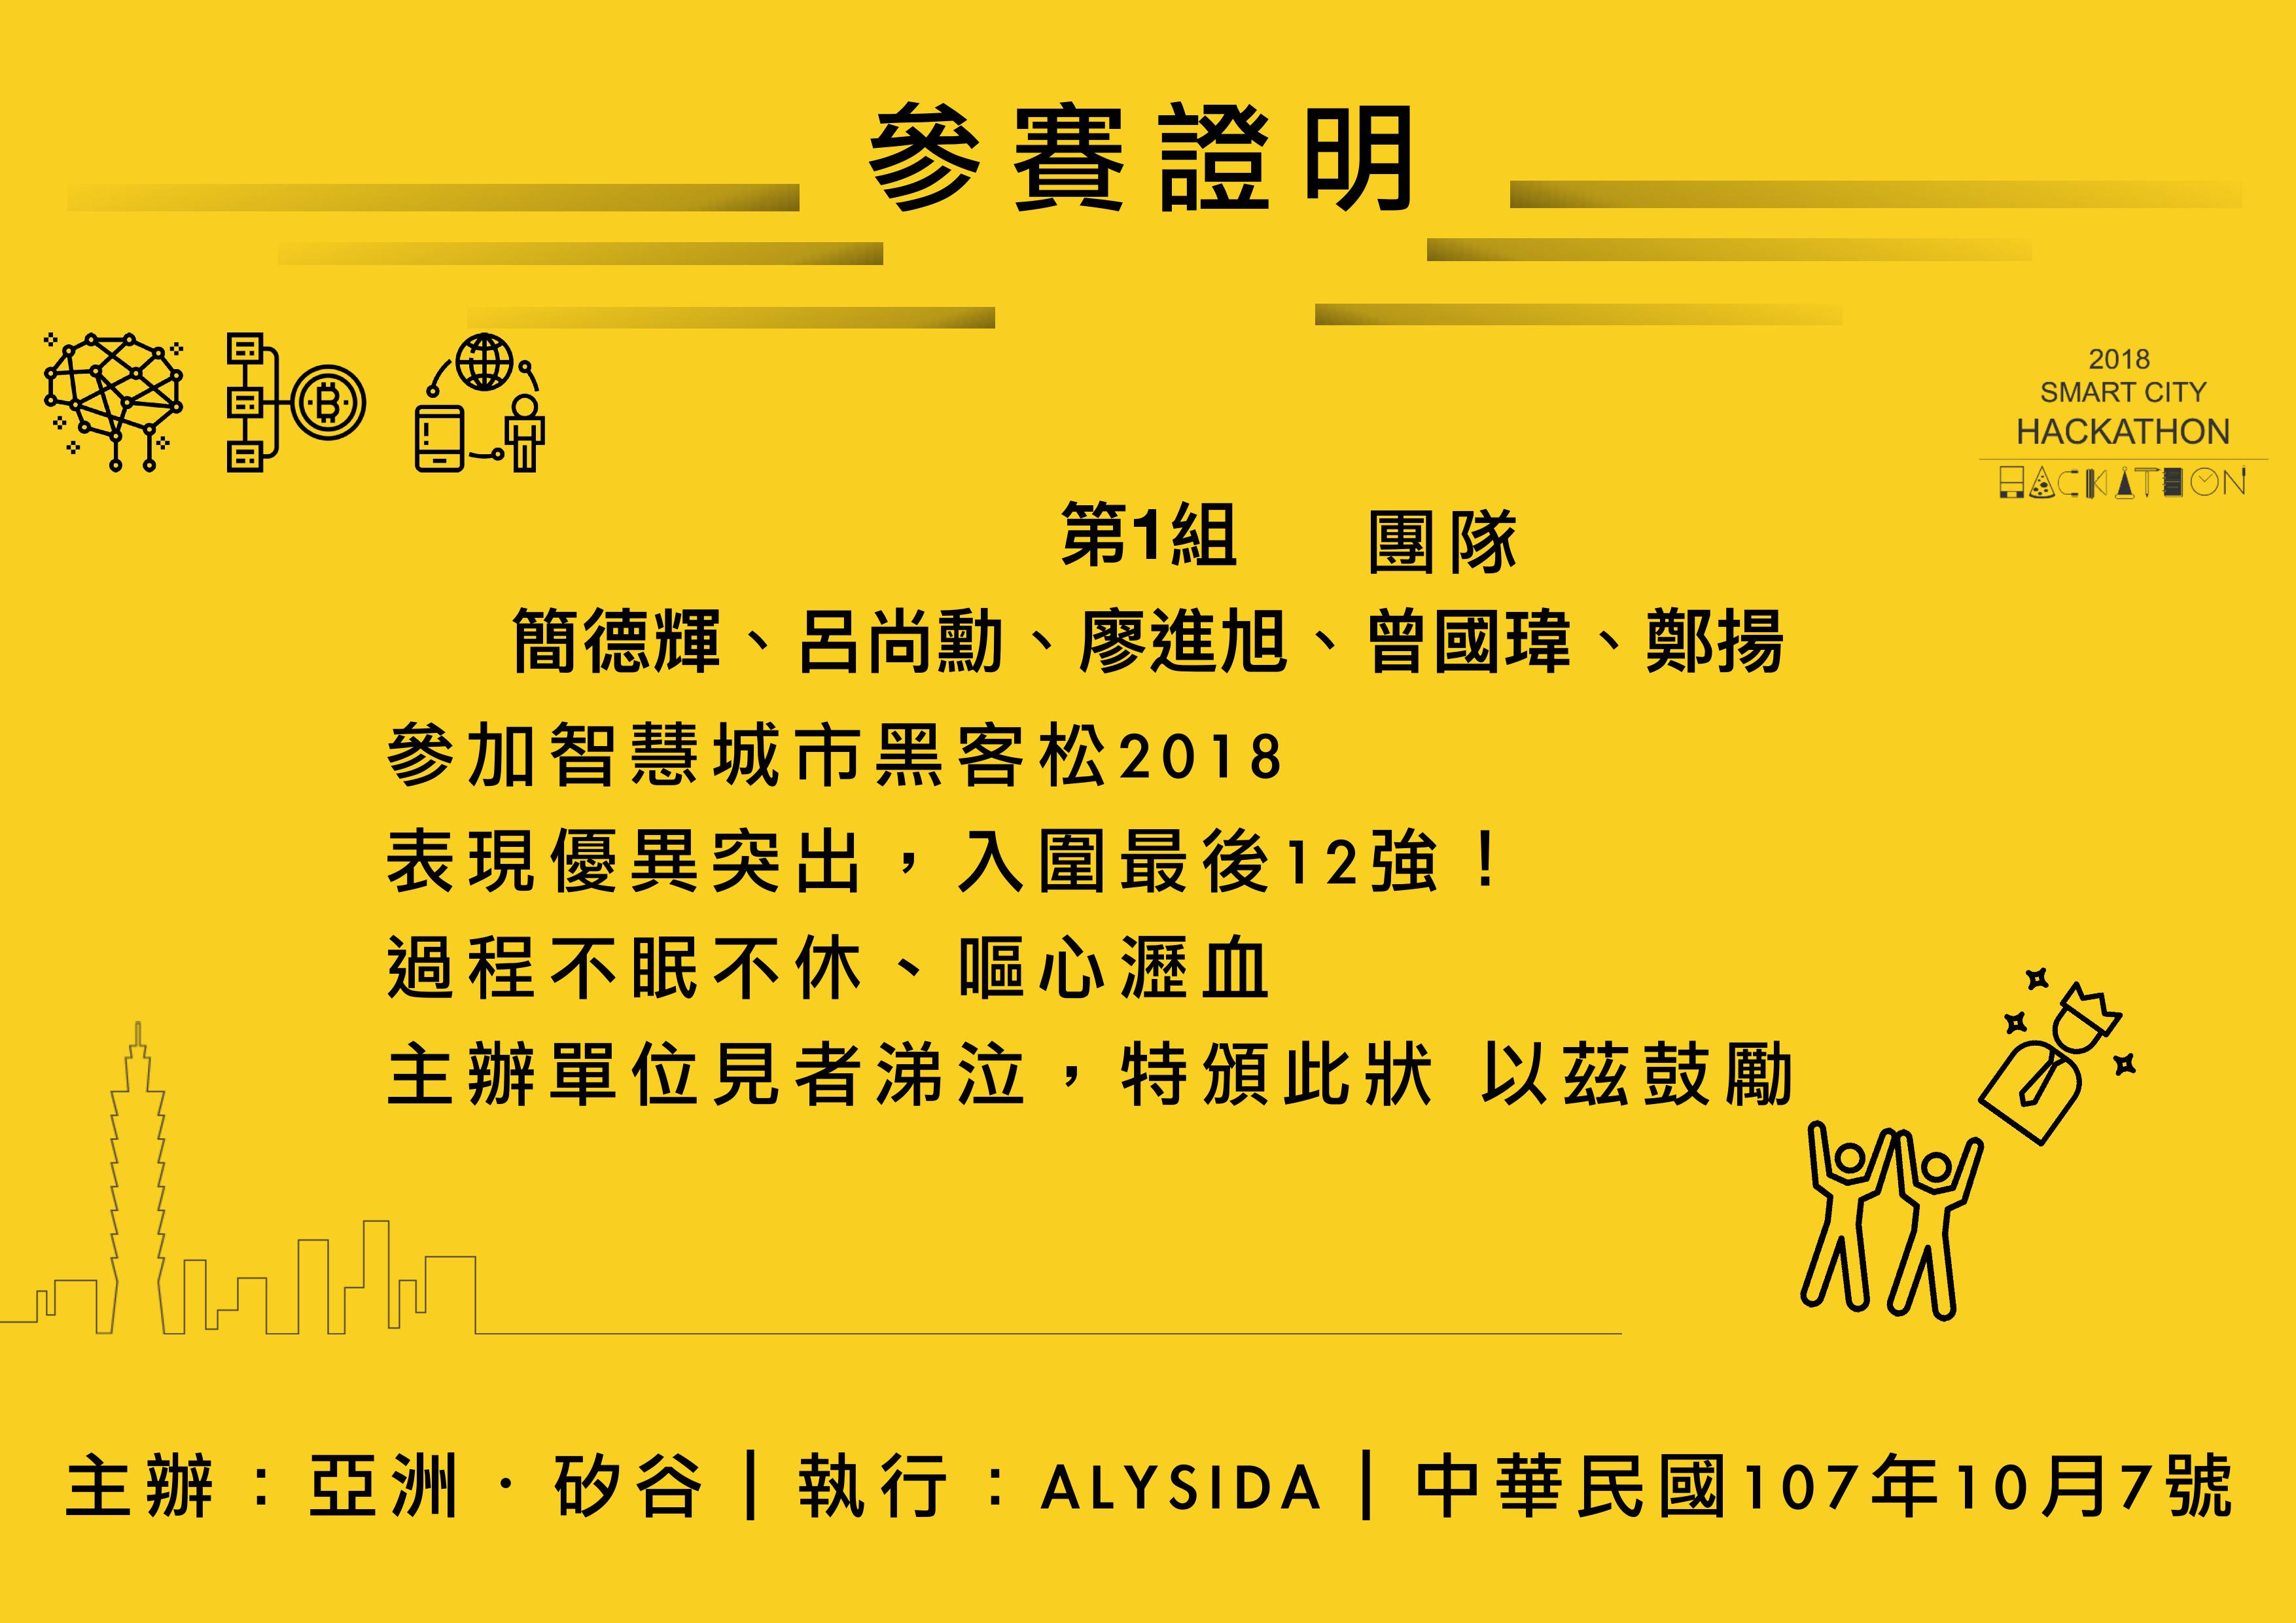 參賽證明
2018
SMART CITY
HACKATHON
HACKATHON
第1組 團隊
簡德輝、呂尚勳、廖進旭、曾國瑋、鄭揚
參加智慧城市黑客松2018
表現優異突出，入圍最後12強！
過程不眠不休、嘔心瀝血
主辦單位見者涕泣，特頒此狀 以茲鼓勵
主辦：亞洲・矽谷｜執行：ALYSIDA｜中華民國107年10月7號